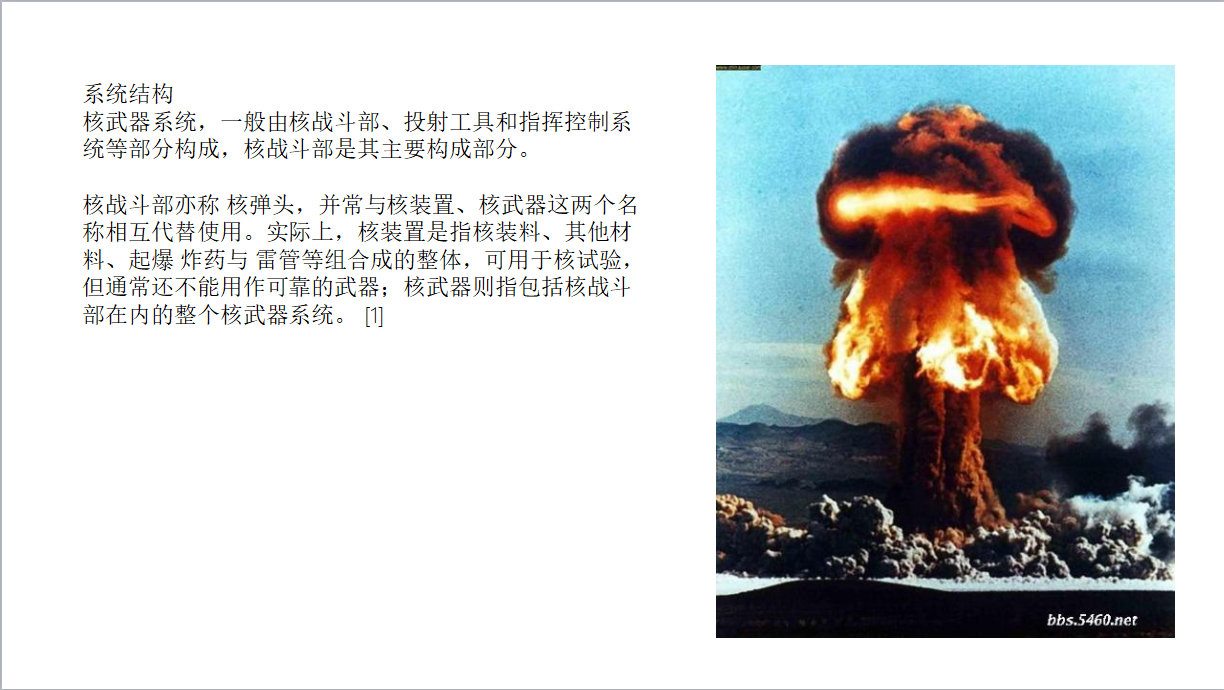 系统结构
核武器系统，一般由核战斗部、投射工具和指挥控制系
统等部分构成，核战斗部是其主要构成部分。
核战斗部亦称 核弹头，并常与核装置、核武器这两个名
称相互代替使用。实际上，核装置是指核装料、其他材
料、起爆 炸药与 雷管等组合成的整体，可用于核试验，
但通常还不能用作可靠的武器；核武器则指包括核战斗
部在内的整个核武器系统。 [1]
bbs.5460.net